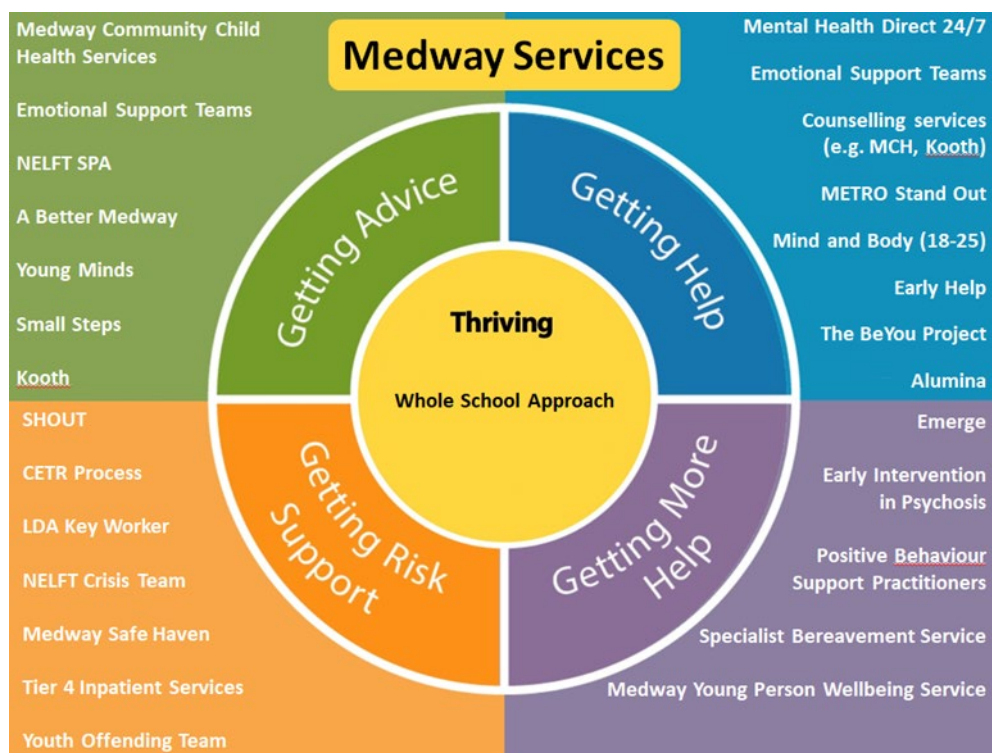 Medway Services
Medway Community Child
Health Services
Emotional Support Teams
NELFT SPA
A Better Medway
Young Minds
Small Steps
Kooth
Mental Health Direct 24/7
Emotional Support Teams
Counselling services
(e.g. MCH, Kooth)
METRO Stand Out
Mind and Body (18-25)
Early Help
The BeYou Project
Alumina
Getting Advice
Getting Help
Thriving
Whole School Approach
Getting Risk
Support
Getting More
Help
SHOUT
CETR Process
LDA Key Worker
NELFT Crisis Team
Medway Safe Haven
Tier 4 Inpatient Services
Youth Offending Team
Emerge
Early Intervention
in Psychosis
Positive Behaviour
Support Practitioners
Specialist Bereavement Service
Medway Young Person Wellbeing Service